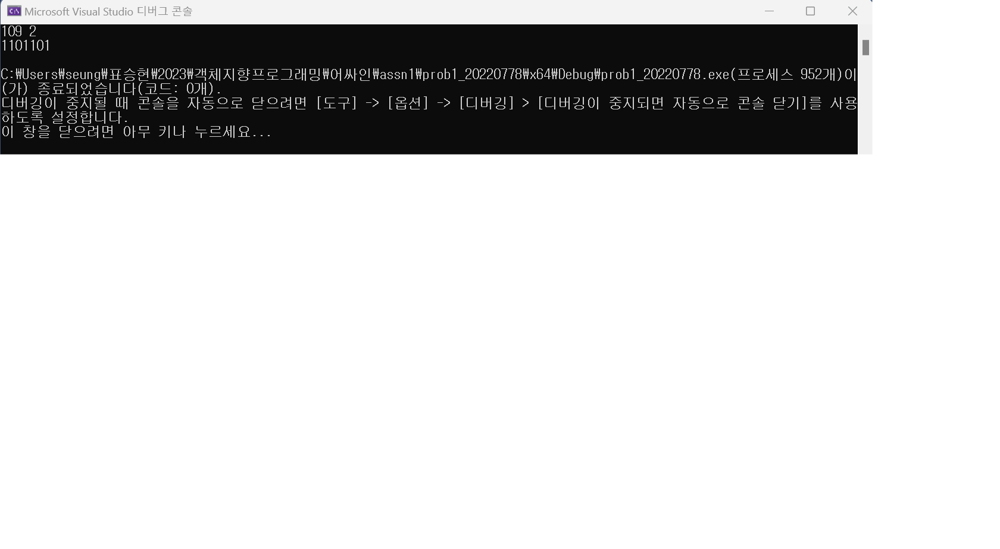 Microsoft Visual Studio 디버그 콘솔
109 2
1101101
C:₩Users₩seung₩표승현₩2023₩객체지향프로그래밍₩어싸인₩assn1₩prob1_20220778₩x64₩Debug₩prob1_20220778.exe(프로세스 952개)이
(가) 종료되었습니다(코드: 0개).
디버깅이 중지될 때 콘솔을 자동으로 닫으려면 [도구] -> [옵션] -> [디버깅] > [디버깅이 중지되면 자동으로 콘솔 닫기]를 사용
하도록 설정합니다.
이 창을 닫으려면 아무 키나 누르세요...